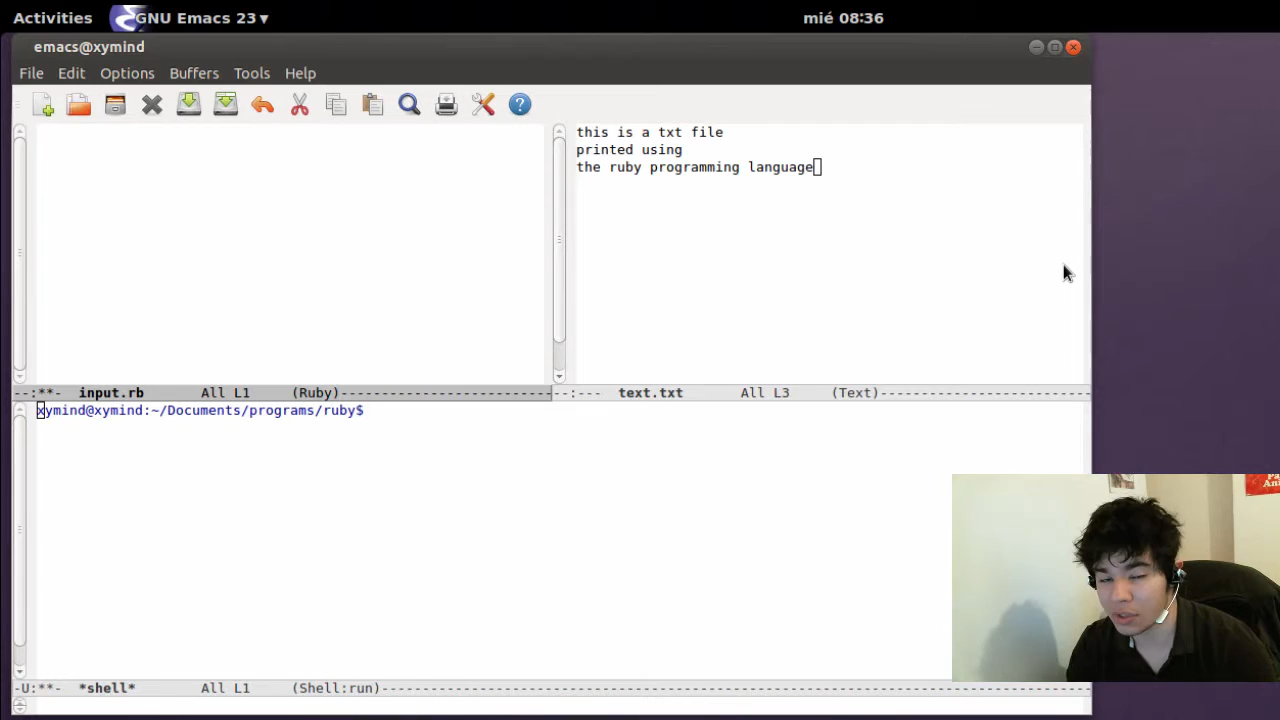 Activities GNU Emacs 23 ▾ mié 08:36
emacs@xymind
File Edit Options Buffers Tools Help
this is a txt file
printed using
the ruby programming language
--:**- input.rb All L1 (Ruby)-------------------------- --:--- text.txt All L3 (Text)--------------------------
xymind@xymind:~/Documents/programs/ruby$
-U:**- *shell* All L1 (Shell:run)--------------------------------------------------------------------------------------